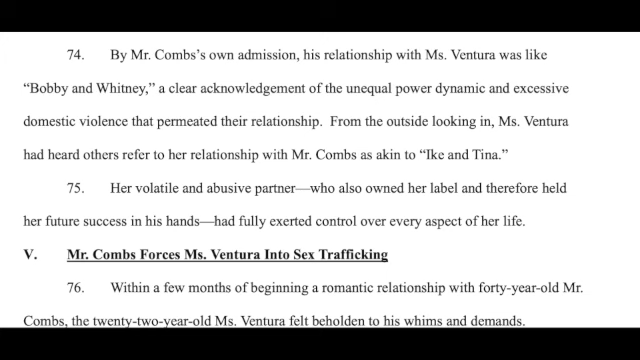 74. By Mr. Combs's own admission, his relationship with Ms. Ventura was like
"Bobby and Whitney," a clear acknowledgement of the unequal power dynamic and excessive
domestic violence that permeated their relationship. From the outside looking in, Ms. Ventura
had heard others refer to her relationship with Mr. Combs as akin to "Ike and Tina."
75. Her volatile and abusive partner—who also owned her label and therefore held
her future success in his hands—had fully exerted control over every aspect of her life.
V. Mr. Combs Forces Ms. Ventura Into Sex Trafficking
76. Within a few months of beginning a romantic relationship with forty-year-old Mr.
Combs, the twenty-two-year-old Ms. Ventura felt beholden to his whims and demands.